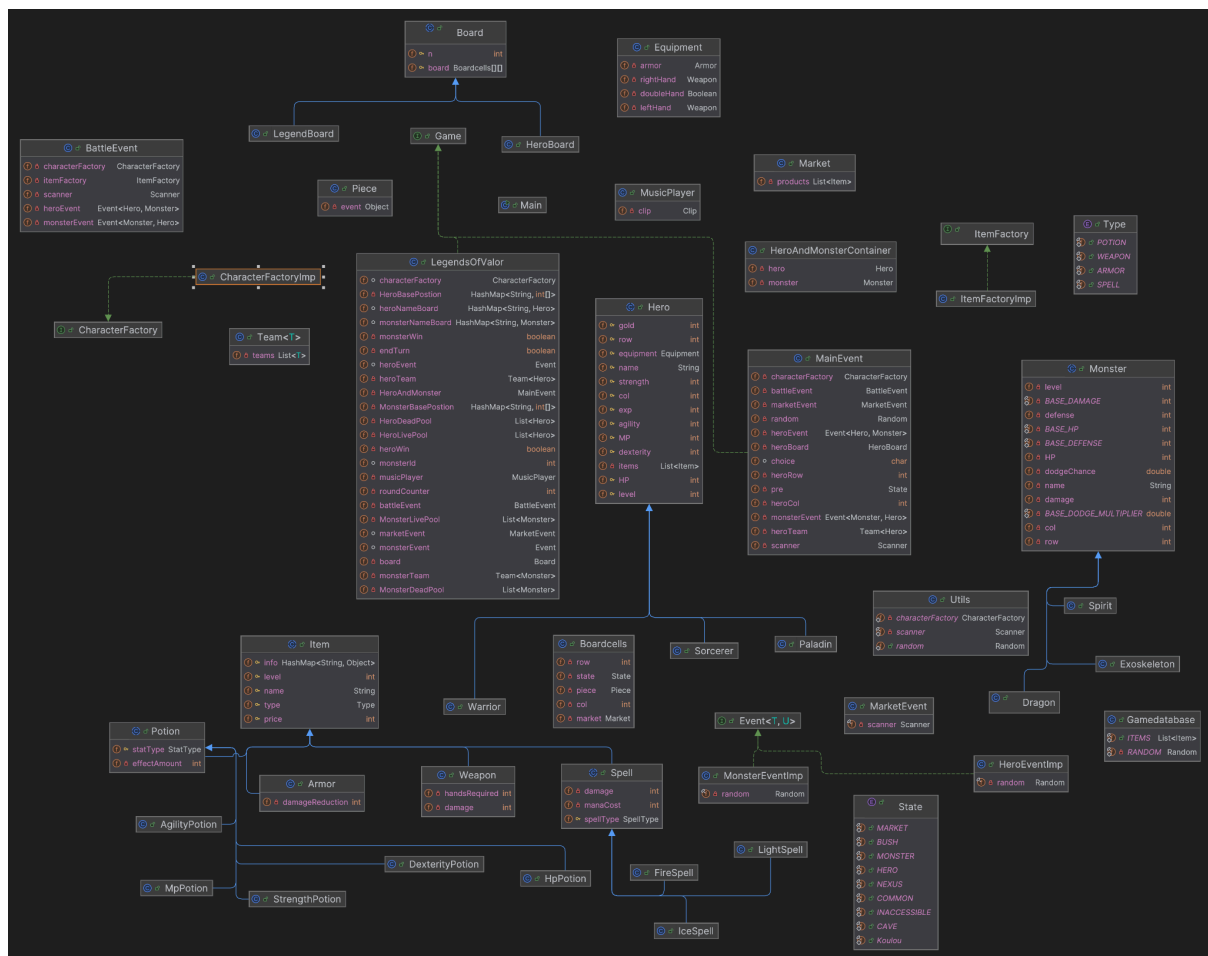 Board
n int
board Boardcells[][]
Equipment
armor Armor
rightHand Weapon
doubleHand Boolean
leftHand Weapon
LegendBoard
Game
HeroBoard
BattleEvent
characterFactory CharacterFactory
itemFactory ItemFactory
scanner Scanner
heroEvent Event<Hero, Monster>
monsterEvent Event<Monster, Hero>
Market
products List<Item>
Piece
event Object
Main
MusicPlayer
clip Clip
ItemFactory
Type
POTION
WEAPON
ARMOR
SPELL
HeroAndMonsterContainer
hero Hero
monster Monster
ItemFactoryImp
CharacterFactoryImp
CharacterFactory
Team<T>
teams List<T>
LegendsOfValor
characterFactory CharacterFactory
HeroBasePostion HashMap<String, int[]>
heroNameBoard HashMap<String, Hero>
monsterNameBoard HashMap<String, Monster>
monsterWin boolean
endTurn boolean
heroEvent Event
heroTeam Team<Hero>
HeroAndMonster MainEvent
MonsterBasePostion HashMap<String, int[]>
HeroDeadPool List<Hero>
HeroLivePool List<Hero>
heroWin boolean
monsterId int
musicPlayer MusicPlayer
roundCounter int
battleEvent BattleEvent
MonsterLivePool List<Monster>
marketEvent MarketEvent
monsterEvent Event
board Board
monsterTeam Team<Monster>
MonsterDeadPool List<Monster>
Hero
gold int
row int
equipment Equipment
name String
strength int
col int
exp int
agility int
MP int
dexterity int
items List<Item>
HP int
level int
MainEvent
characterFactory CharacterFactory
battleEvent BattleEvent
marketEvent MarketEvent
random Random
heroEvent Event<Hero, Monster>
heroBoard HeroBoard
choice char
heroRow int
pre State
heroCol int
monsterEvent Event<Monster, Hero>
heroTeam Team<Hero>
scanner Scanner
Monster
level int
BASE_DAMAGE int
defense int
BASE_HP int
BASE_DEFENSE int
HP int
dodgeChance double
name String
damage int
BASE_DODGE_MULTIPLIER double
col int
row int
Utils
characterFactory CharacterFactory
scanner Scanner
random Random
Spirit
Exoskeleton
Dragon
Item
info HashMap<String, Object>
level int
name String
type Type
price int
Boardcells
row int
state State
piece Piece
col int
market Market
Sorcerer
Paladin
Warrior
MarketEvent
scanner Scanner
Gamedatabase
ITEMS List<Item>
RANDOM Random
Event<T, U>
Potion
statType StatType
effectAmount int
Armor
damageReduction int
Weapon
handsRequired int
damage int
Spell
damage int
manaCost int
spellType SpellType
MonsterEventImp
random Random
HeroEventImp
random Random
State
MARKET
BUSH
MONSTER
HERO
NEXUS
COMMON
INACCESSIBLE
CAVE
Koulou
AgilityPotion
DexterityPotion
HpPotion
MpPotion
StrengthPotion
LightSpell
FireSpell
IceSpell